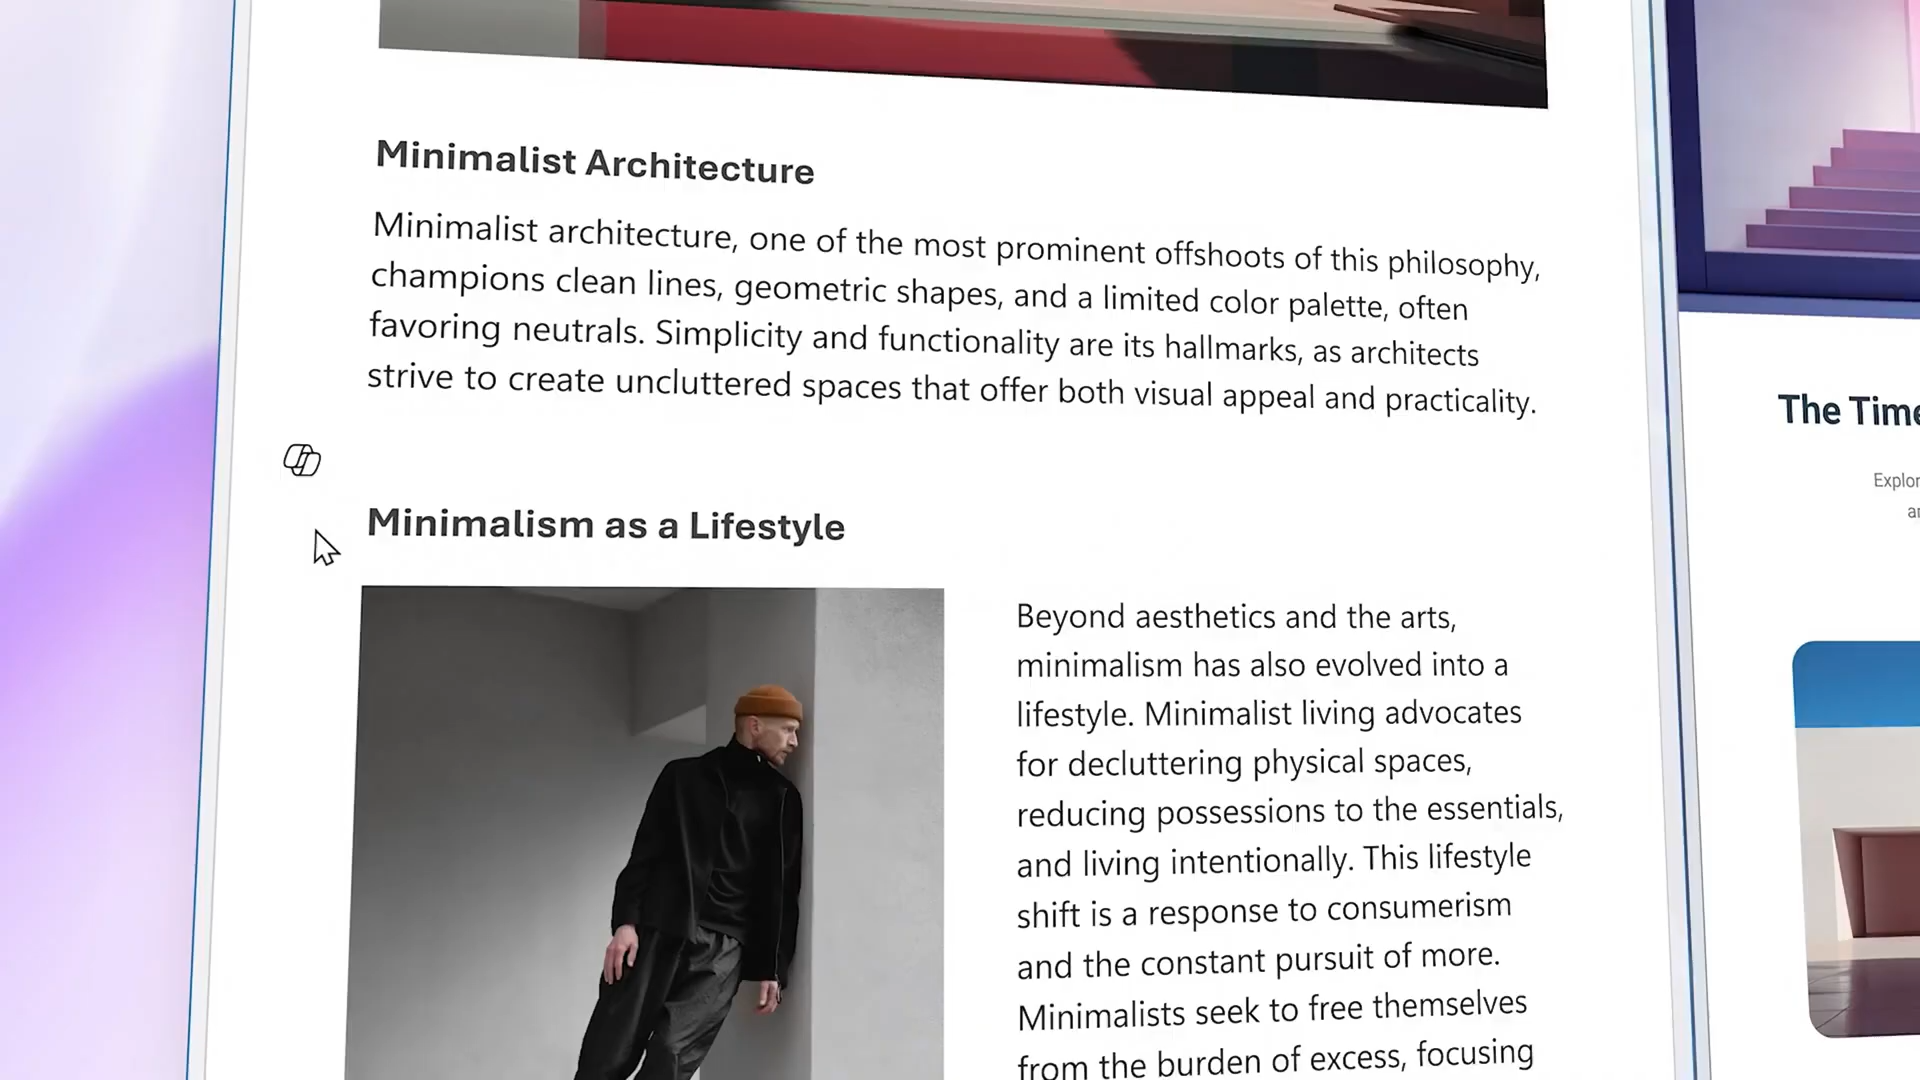 Minimalist Architecture
Minimalist architecture, one of the most prominent offshoots of this philosophy,
champions clean lines, geometric shapes, and a limited color palette, often
favoring neutrals. Simplicity and functionality are its hallmarks, as architects
strive to create uncluttered spaces that offer both visual appeal and practicality.
Minimalism as a Lifestyle
Beyond aesthetics and the arts,
minimalism has also evolved into a
lifestyle. Minimalist living advocates
for decluttering physical spaces,
reducing possessions to the essentials,
and living intentionally. This lifestyle
shift is a response to consumerism
and the constant pursuit of more.
Minimalists seek to free themselves
from the burden of excess, focusing
The